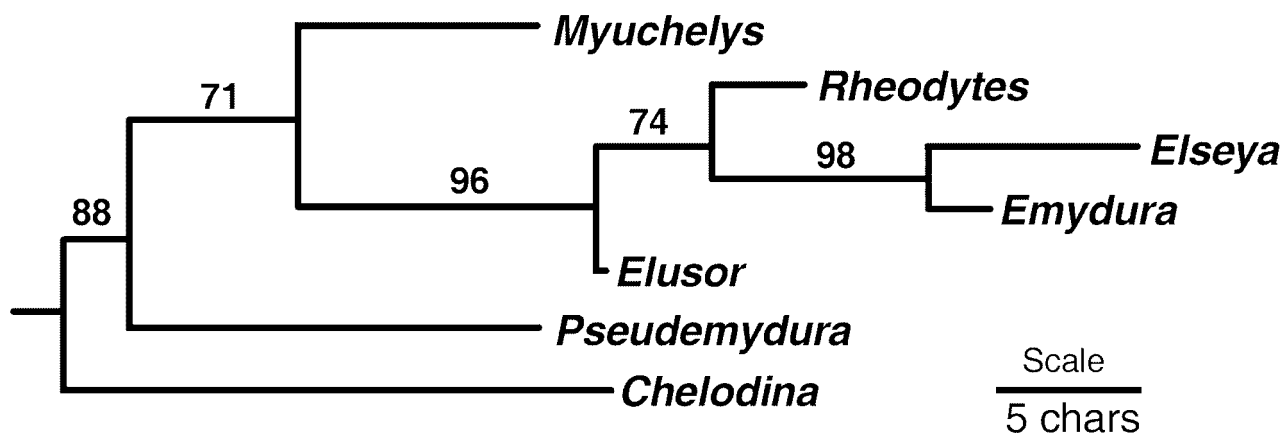 Myuchelys
71
Rheodytes
74
98
Elseya
96
88
Emydura
Elusor
Pseudemydura
Scale
Chelodina
5 chars